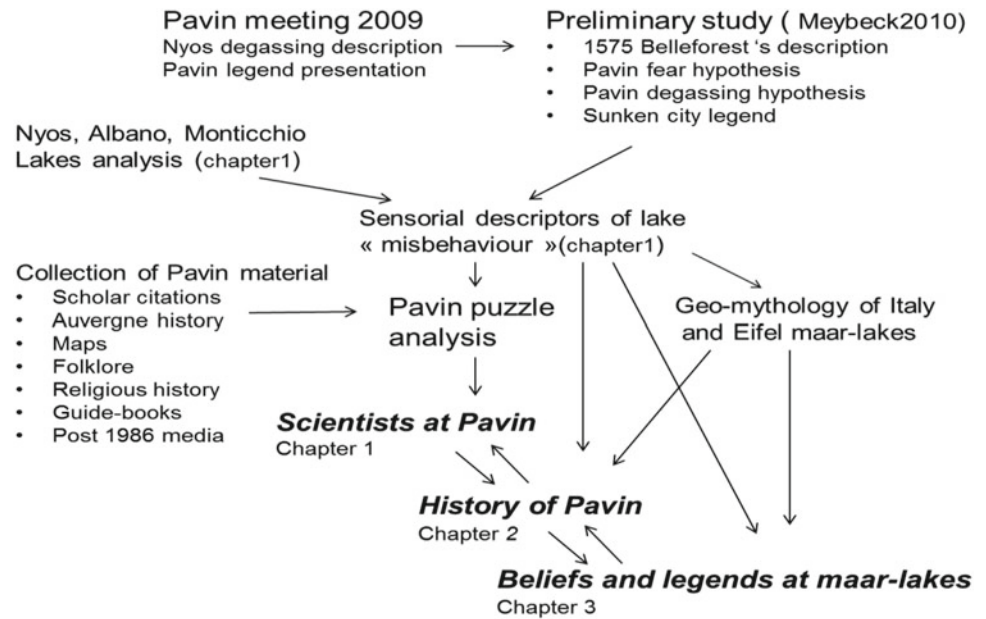 Pavin meeting 2009
Nyos degassing description
Pavin legend presentation
Preliminary study ( Meybeck2010)
• 1575 Belleforest ‘s description
• Pavin fear hypothesis
• Pavin degassing hypothesis
• Sunken city legend
Nyos, Albano, Monticchio
Lakes analysis (chapter1)
Sensorial descriptors of lake
« misbehaviour »(chapter1)
Collection of Pavin material
• Scholar citations
• Auvergne history
• Maps
• Folklore
• Religious history
• Guide-books
• Post 1986 media
Pavin puzzle
analysis
Geo-mythology of Italy
and Eifel maar-lakes
Scientists at Pavin
Chapter 1
History of Pavin
Chapter 2
Beliefs and legends at maar-lakes
Chapter 3